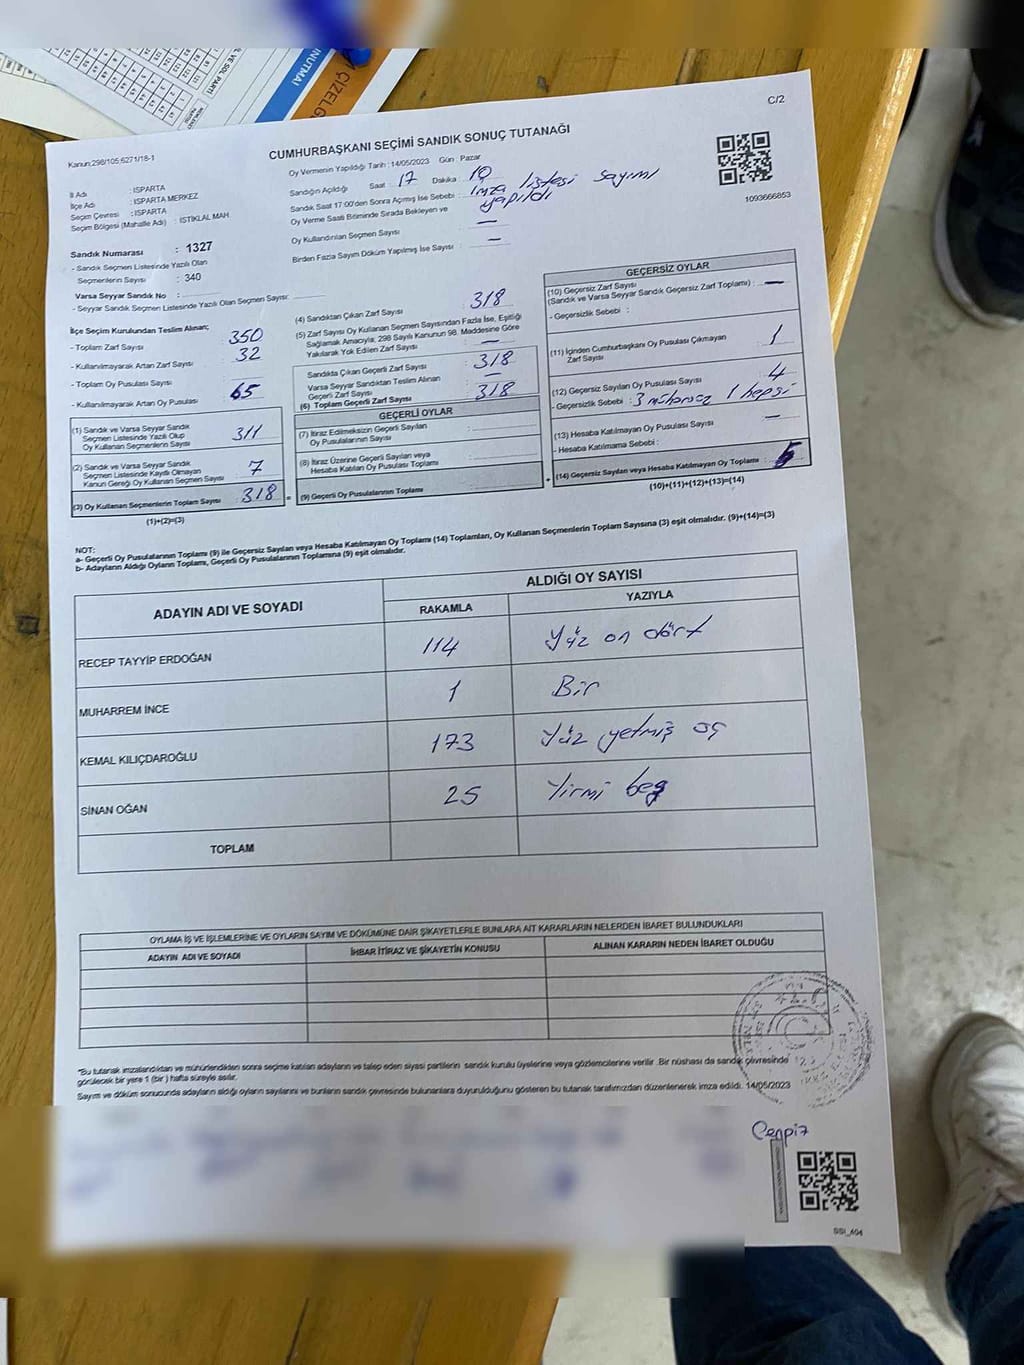 UNUTMA!
ÇİZELG
VE SOL PARTİ
C/2
Kanun:298/105;6271/18-1
CUMHURBAŞKANI SEÇİMİ SANDIK SONUÇ TUTANAĞI
İl Adı : ISPARTA
İlçe Adı : ISPARTA MERKEZ
Seçim Çevresi : ISPARTA
Seçim Bölgesi (Mahalle Adı) : İSTİKLAL MAH
Oy Vermenin Yapıldığı Tarih : 14/05/2023 Gün : Pazar
Sandığın Açıldığı Saat : 17 Dakika : 10
Sandık Saat 17:00'den Sonra Açılmış İse Sebebi : İmza listesi sayımı
yapıldı
Oy Verme Saati Bitiminde Sırada Bekleyen ve
Oy Kullandırılan Seçmen Sayısı : —
Birden Fazla Sayım Döküm Yapılmış İse Sayısı : —
1093666853
Sandık Numarası : 1327
- Sandık Seçmen Listesinde Yazılı Olan
Seçmenlerin Sayısı : 340
Varsa Seyyar Sandık No :
- Seyyar Sandık Seçmen Listesinde Yazılı Olan Seçmen Sayısı:
İlçe Seçim Kurulundan Teslim Alınan;
- Toplam Zarf Sayısı : 350
- Kullanılmayarak Artan Zarf Sayısı : 32
- Toplam Oy Pusulası Sayısı :
- Kullanılmayarak Artan Oy Pusulası : 65
(1) Sandık ve Varsa Seyyar Sandık
Seçmen Listesinde Yazılı Olup
Oy Kullanan Seçmenlerin Sayısı : 311
(2) Sandık ve Varsa Seyyar Sandık
Seçmen Listesinde Kayıtlı Olmayan
Kanun Gereği Oy Kullanan Seçmen Sayısı : 7
(3) Oy Kullanan Seçmenlerin Toplam Sayısı : 318 =
(1)+(2)=(3)
(4) Sandıktan Çıkan Zarf Sayısı : 318
(5) Zarf Sayısı Oy Kullanan Seçmen Sayısından Fazla İse, Eşitliği
Sağlamak Amacıyla; 298 Sayılı Kanunun 98. Maddesine Göre
Yakılarak Yok Edilen Zarf Sayısı : —
Sandıkta Çıkan Geçerli Zarf Sayısı : 318
Varsa Seyyar Sandıktan Teslim Alınan
Geçerli Zarf Sayısı : —
(6) Toplam Geçerli Zarf Sayısı : 318
GEÇERLİ OYLAR
(7) İtiraz Edilmeksizin Geçerli Sayılan
Oy Pusulalarının Sayısı :
(8) İtiraz Üzerine Geçerli Sayılan veya
Hesaba Katılan Oy Pusulası Toplamı :
(9) Geçerli Oy Pusulalarının Toplamı : +
GEÇERSİZ OYLAR
(10) Geçersiz Zarf Sayısı
(Sandık ve Varsa Seyyar Sandık Geçersiz Zarf Toplamı) : —
- Geçersizlik Sebebi :
(11) İçinden Cumhurbaşkanı Oy Pusulası Çıkmayan
Zarf Sayısı : 1
(12) Geçersiz Sayılan Oy Pusulası Sayısı : 4
- Geçersizlik Sebebi : 3 mühürsüz 1 hepsi
(13) Hesaba Katılmayan Oy Pusulası Sayısı : —
- Hesaba Katılmama Sebebi :
(14) Geçersiz Sayılan veya Hesaba Katılmayan Oy Toplamı : 5
(10)+(11)+(12)+(13)=(14)
NOT:
a- Geçerli Oy Pusulalarının Toplamı (9) ile Geçersiz Sayılan veya Hesaba Katılmayan Oy Toplamı (14) Toplamları, Oy Kullanan Seçmenlerin Toplam Sayısına (3) eşit olmalıdır. (9)+(14)=(3)
b- Adayların Aldığı Oyların Toplamı, Geçerli Oy Pusulalarının Toplamına (9) eşit olmalıdır.
ADAYIN ADI VE SOYADI
ALDIĞI OY SAYISI
RAKAMLA YAZIYLA
RECEP TAYYİP ERDOĞAN 114 Yüz on dört
MUHARREM İNCE 1 Bir
KEMAL KILIÇDAROĞLU 173 Yüz yetmiş üç
SİNAN OĞAN 25 Yirmi beş
TOPLAM
OYLAMA İŞ VE İŞLEMLERİNE VE OYLARIN SAYIM VE DÖKÜMÜNE DAİR ŞİKAYETLERLE BUNLARA AİT KARARLARIN NELERDEN İBARET BULUNDUKLARI
ADAYIN ADI VE SOYADI İHBAR İTİRAZ VE ŞİKAYETİN KONUSU ALINAN KARARIN NEDEN İBARET OLDUĞU
*Bu tutanak imzalandıktan ve mühürlendikten sonra seçime katılan adayların ve talep eden siyasi partilerin sandık kurulu üyelerine veya gözlemcilerine verilir .Bir nüshası da sandık çevresinde
görülecek bir yere 1 (bir ) hafta süreyle asılır.
Sayım ve döküm sonucunda adayların aldığı oyların sayılarını ve bunların sandık çevresinde bulunanlara duyurulduğunu gösteren bu tutanak tarafımızdan düzenlenerek imza edildi. 14/05/2023
SSI_404